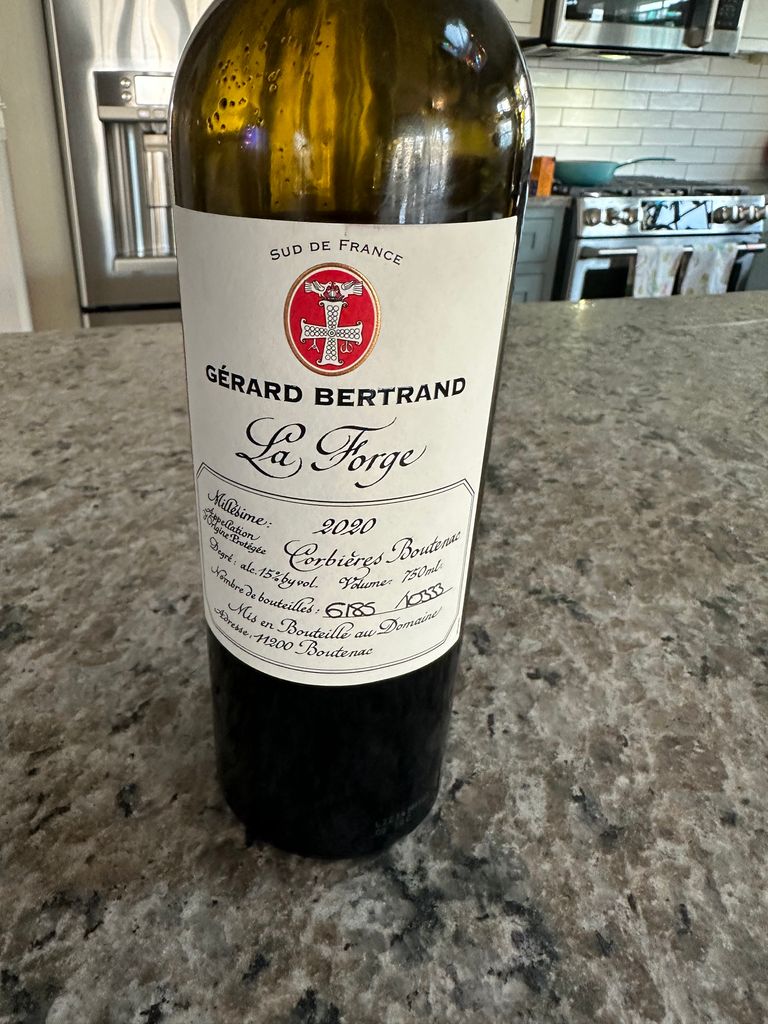 SUD DE FRANCE
GÉRARD BERTRAND
La Forge
Millésime: 2020
Appellation
d'Origine Protégée Corbières Boutenac
Degré: alc.15% by vol. Volume: 750ml.
Nombre de bouteilles: 6185 10333
Mis en Bouteille au Domaine
Adresse: 11200 Boutenac